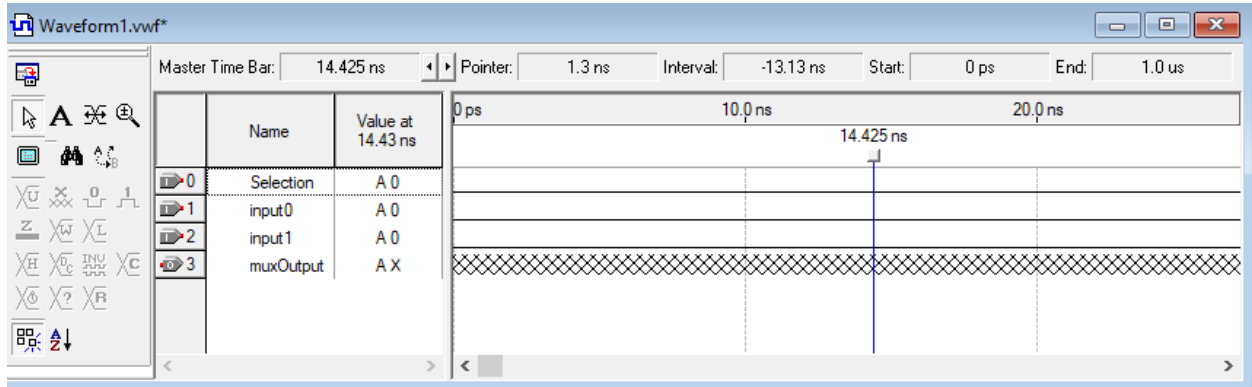 Waveform1.vwf*
Master Time Bar: 14.425 ns Pointer: 1.3 ns Interval: -13.13 ns Start: 0 ps End: 1.0 us
Name Value at 14.43 ns 0 ps 10.0 ns 20.0 ns
14.425 ns
0 Selection A 0
1 input0 A 0
2 input1 A 0
3 muxOutput A X